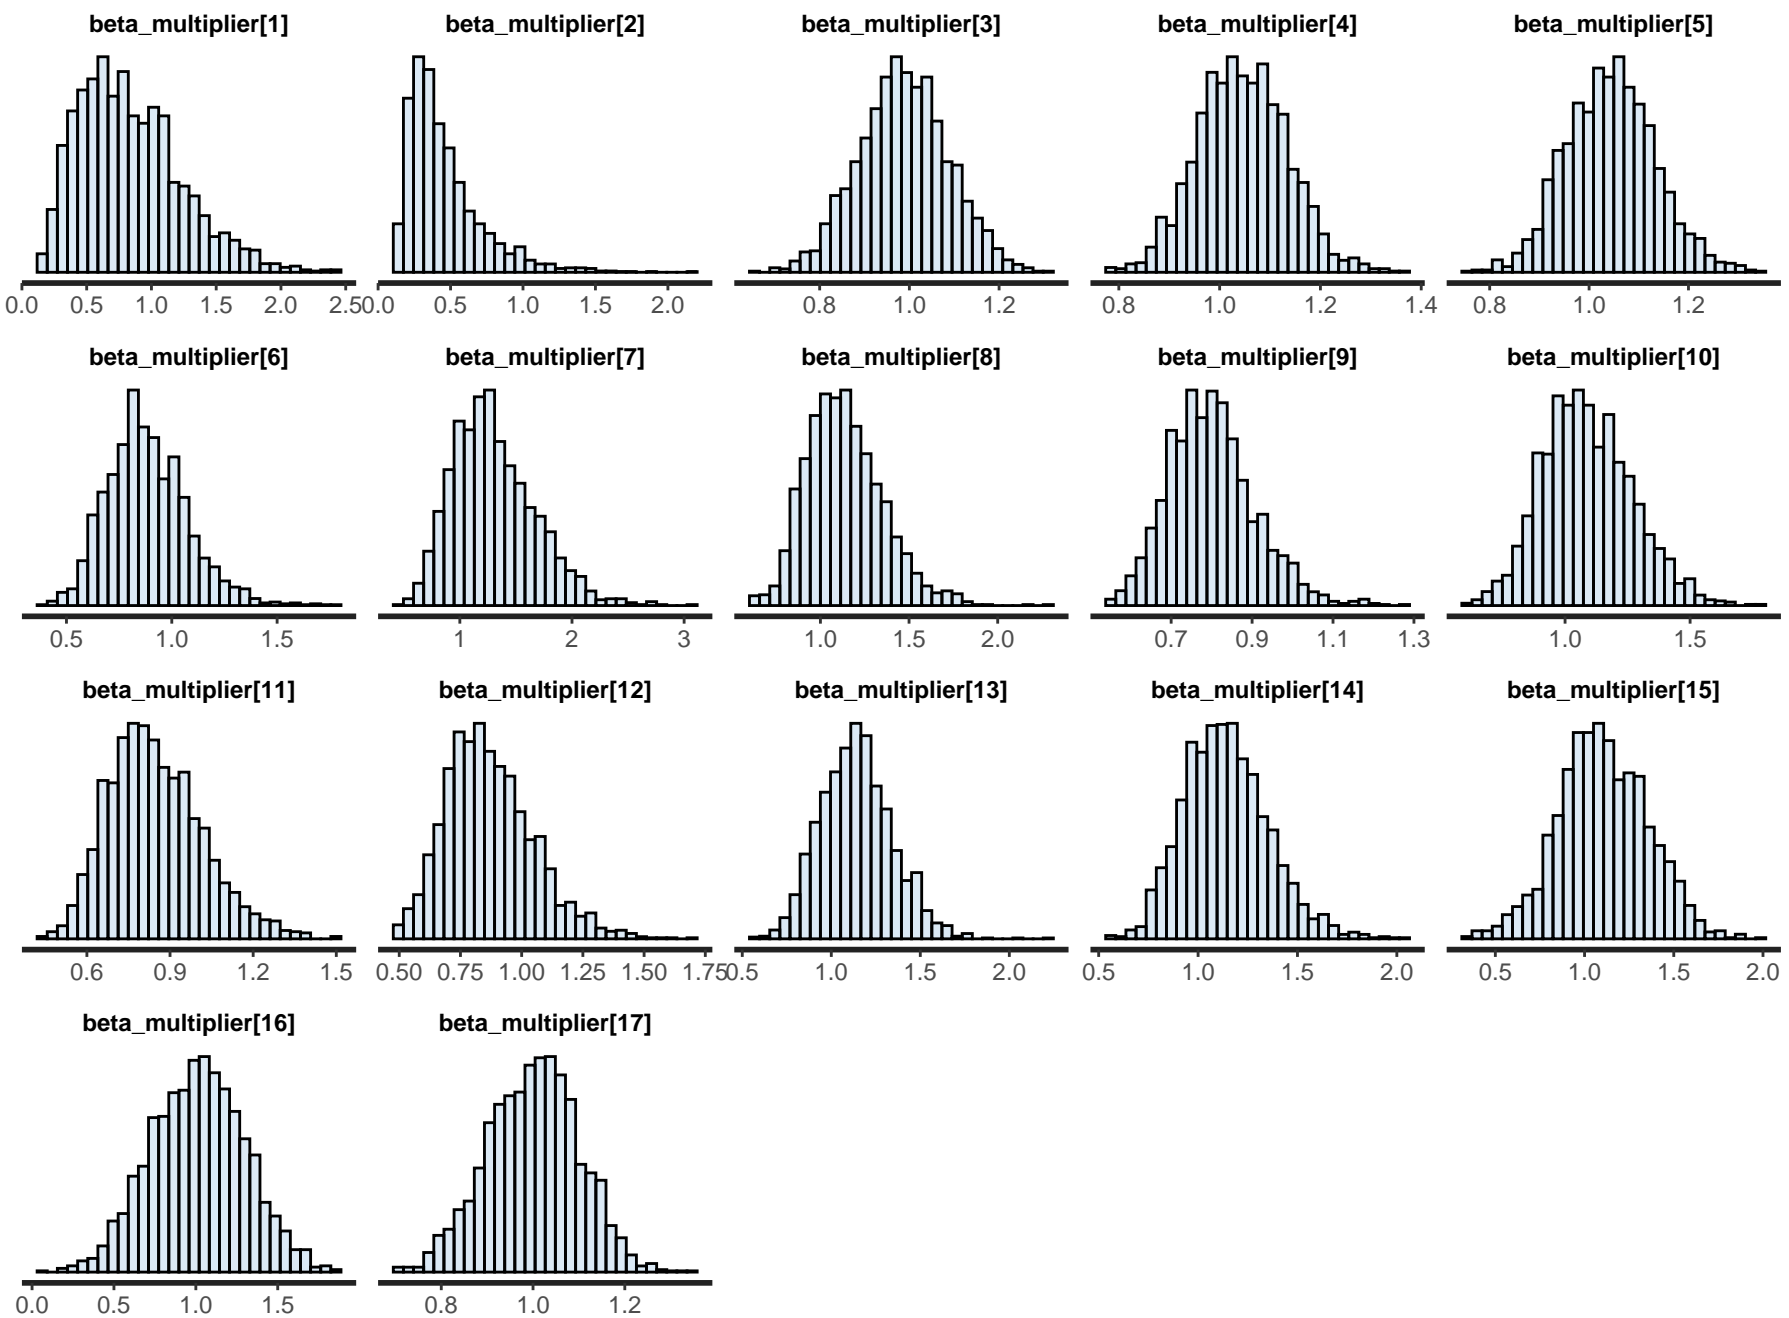 beta_multiplier[1] beta_multiplier[2] beta_multiplier[3] beta_multiplier[4] beta_multiplier[5]
0.0 0.5 1.0 1.5 2.0 2.5 0.0 0.5 1.0 1.5 2.0 0.8 1.0 1.2 0.8 1.0 1.2 1.4 0.8 1.0 1.2
beta_multiplier[6] beta_multiplier[7] beta_multiplier[8] beta_multiplier[9] beta_multiplier[10]
0.5 1.0 1.5 1 2 3 1.0 1.5 2.0 0.7 0.9 1.1 1.3 1.0 1.5
beta_multiplier[11] beta_multiplier[12] beta_multiplier[13] beta_multiplier[14] beta_multiplier[15]
0.6 0.9 1.2 1.5 0.50 0.75 1.00 1.25 1.50 1.75 0.5 1.0 1.5 2.0 0.5 1.0 1.5 2.0 0.5 1.0 1.5 2.0
beta_multiplier[16] beta_multiplier[17]
0.0 0.5 1.0 1.5 0.8 1.0 1.2